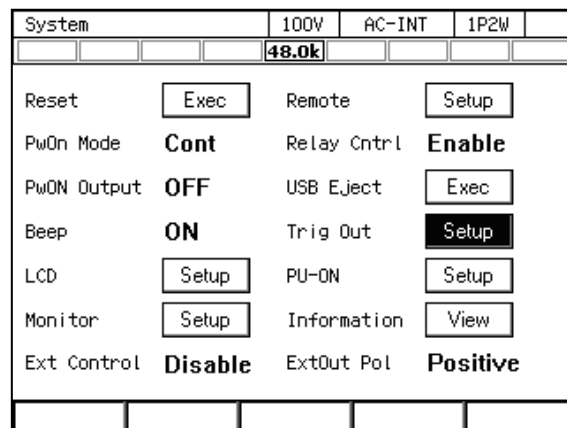 System 100V AC-INT 1P2W
48.0k
Reset Exec Remote Setup
PwOn Mode Cont Relay Cntrl Enable
PwON Output OFF USB Eject Exec
Beep ON Trig Out Setup
LCD Setup PU-ON Setup
Monitor Setup Information View
Ext Control Disable ExtOut Pol Positive